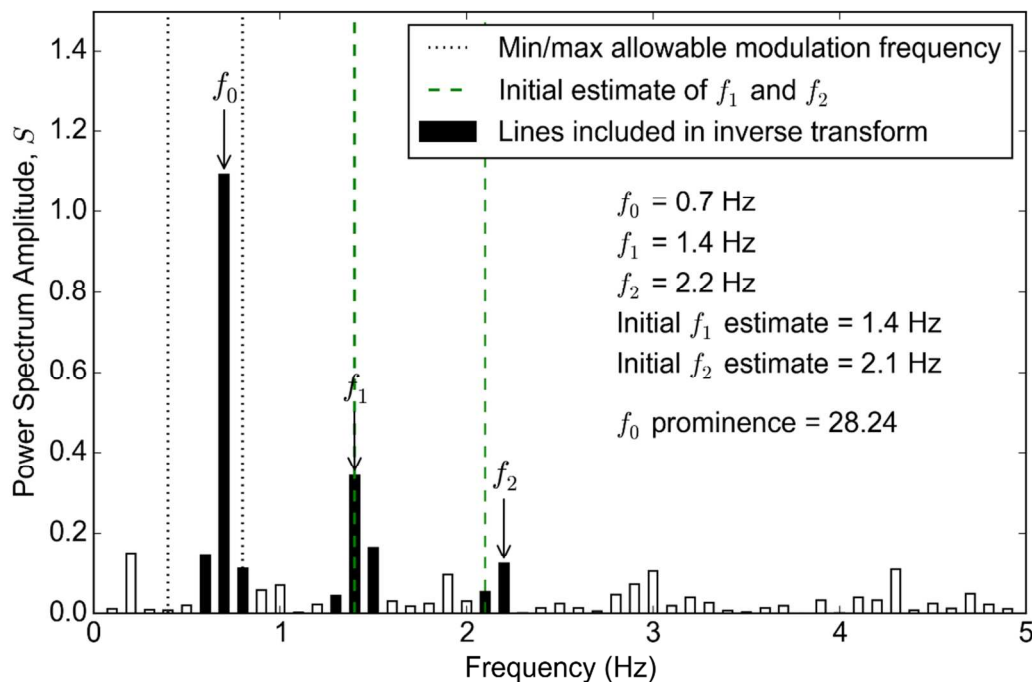 Min/max allowable modulation frequency
Initial estimate of f₁ and f₂
Lines included in inverse transform
f₀
f₀ = 0.7 Hz
f₁ = 1.4 Hz
f₂ = 2.2 Hz
Initial f₁ estimate = 1.4 Hz
Initial f₂ estimate = 2.1 Hz
f₀ prominence = 28.24
f₁
f₂
Power Spectrum Amplitude, S
1.4
1.2
1.0
0.8
0.6
0.4
0.2
0.0
0 1 2 3 4 5
Frequency (Hz)